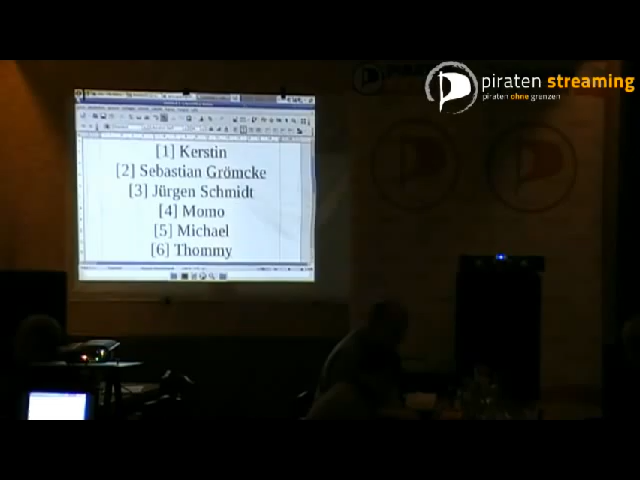 piraten streaming
piraten ohne grenzen
[1] Kerstin
[2] Sebastian Grömcke
[3] Jürgen Schmidt
[4] Momo
[5] Michael
[6] Thommy